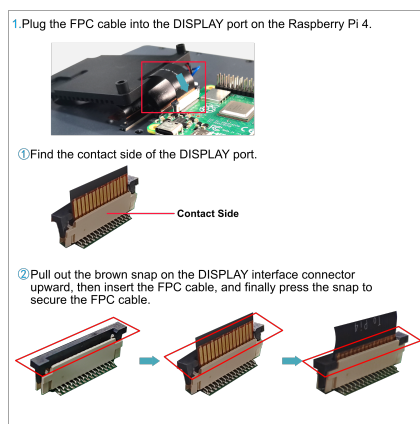 1.Plug the FPC cable into the DISPLAY port on the Raspberry Pi 4.
①Find the contact side of the DISPLAY port.
Contact Side
②Pull out the brown snap on the DISPLAY interface connector
upward, then insert the FPC cable, and finally press the snap to
secure the FPC cable.
To Pi4